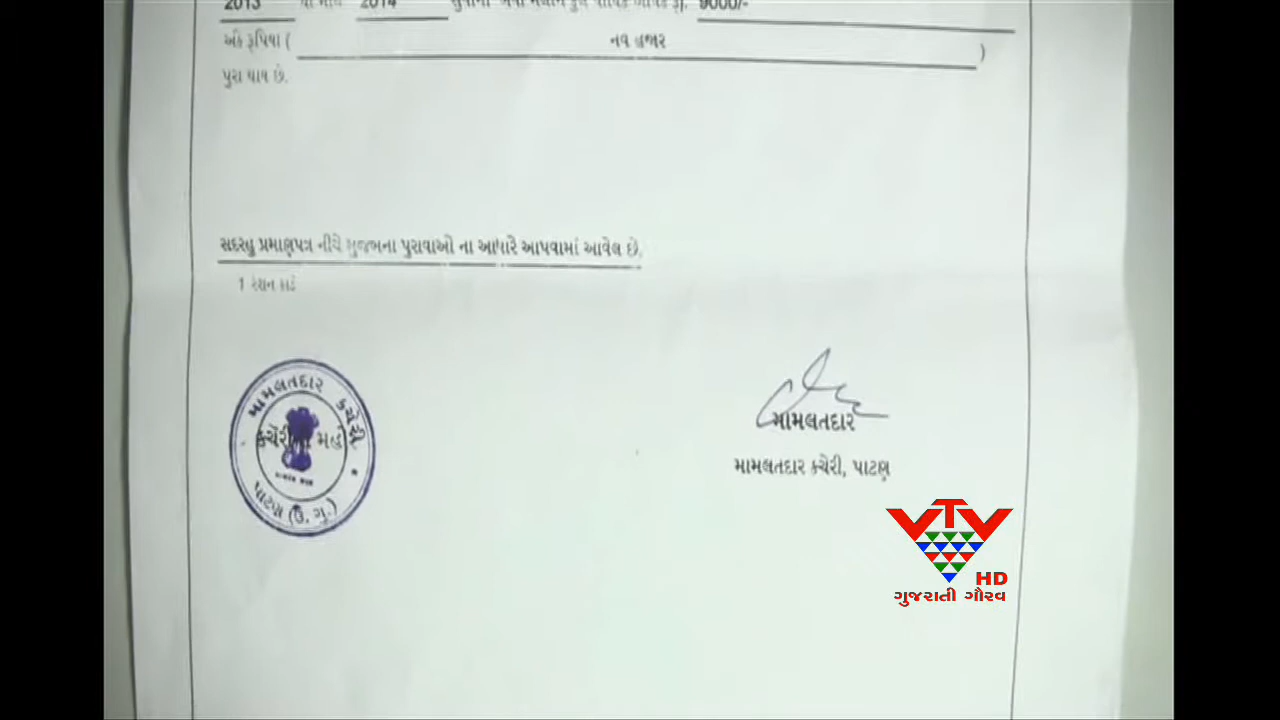 2013 2014 9000/-
અંકે રૂપિયા ( નવ હજાર )
પુરા થાય છે.
સદરહુ પ્રમાણપત્ર નીચે મુજબના પુરાવાઓ ના આધારે આપવામાં આવેલ છે.
1 રેશન કાર્ડ
મામલતદાર કચેરી
કચેરીનું
પાટણ (ઉ. ગુ.)
મામલતદાર
મામલતદાર કચેરી, પાટણ
VTV
HD
ગુજરાતી ગૌરવ